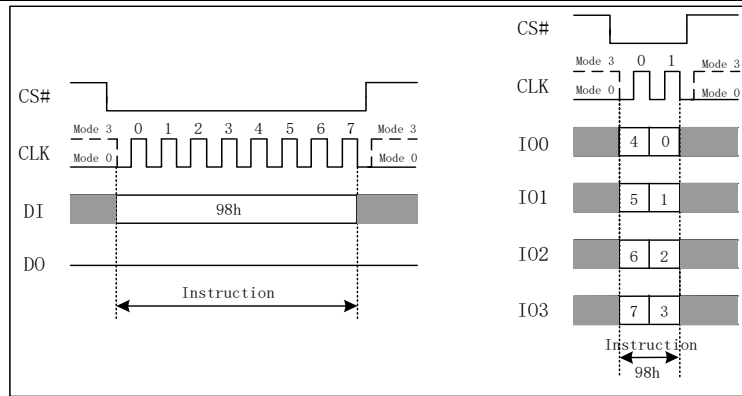 CS#
Mode 3 0 1 2 3 4 5 6 7 Mode 3
CLK
Mode 0 Mode 0
DI 98h
DO
Instruction
CS#
Mode 3 0 1 Mode 3
CLK
Mode 0 Mode 0
IO0 4 0
IO1 5 1
IO2 6 2
IO3 7 3
Instruction
98h